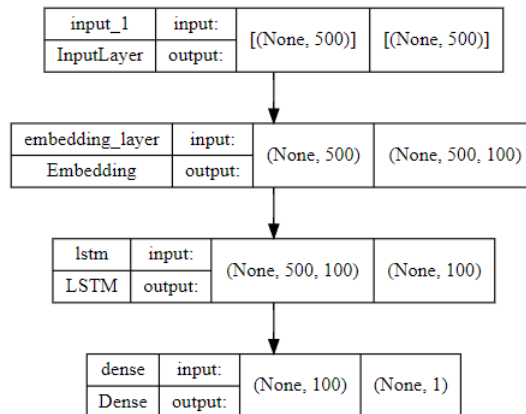 input_1 input: [(None, 500)] [(None, 500)]
InputLayer output:
embedding_layer input: (None, 500) (None, 500, 100)
Embedding output:
lstm input: (None, 500, 100) (None, 100)
LSTM output:
dense input: (None, 100) (None, 1)
Dense output: